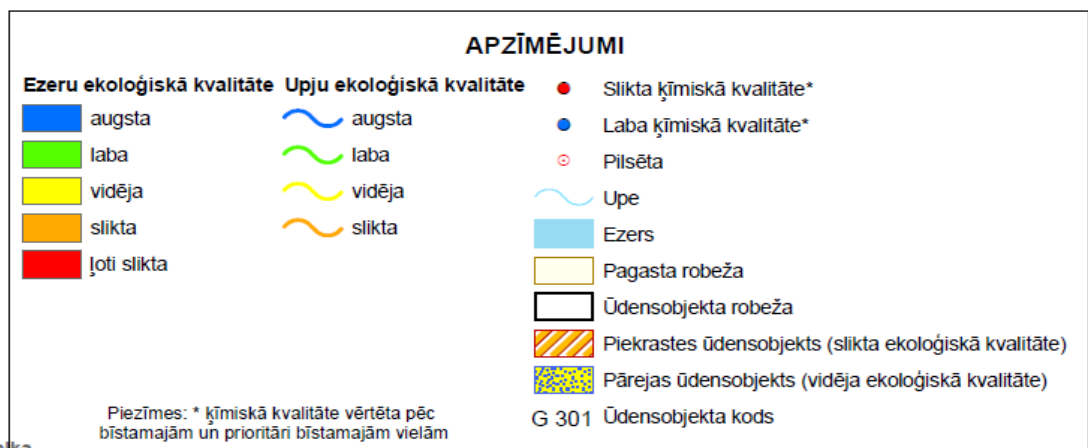 APZĪMĒJUMI
Ezeru ekoloģiskā kvalitāte
augsta
laba
vidēja
slikta
ļoti slikta
Upju ekoloģiskā kvalitāte
augsta
laba
vidēja
slikta
Slikta ķīmiskā kvalitāte*
Laba ķīmiskā kvalitāte*
Pilsēta
Upe
Ezers
Pagasta robeža
Ūdensobjekta robeža
Piekrastes ūdensobjekts (slikta ekoloģiskā kvalitāte)
Pārejas ūdensobjekts (vidēja ekoloģiskā kvalitāte)
G 301 Ūdensobjekta kods
Piezīmes: * ķīmiskā kvalitāte vērtēta pēc
bīstamajām un prioritāri bīstamajām vielām